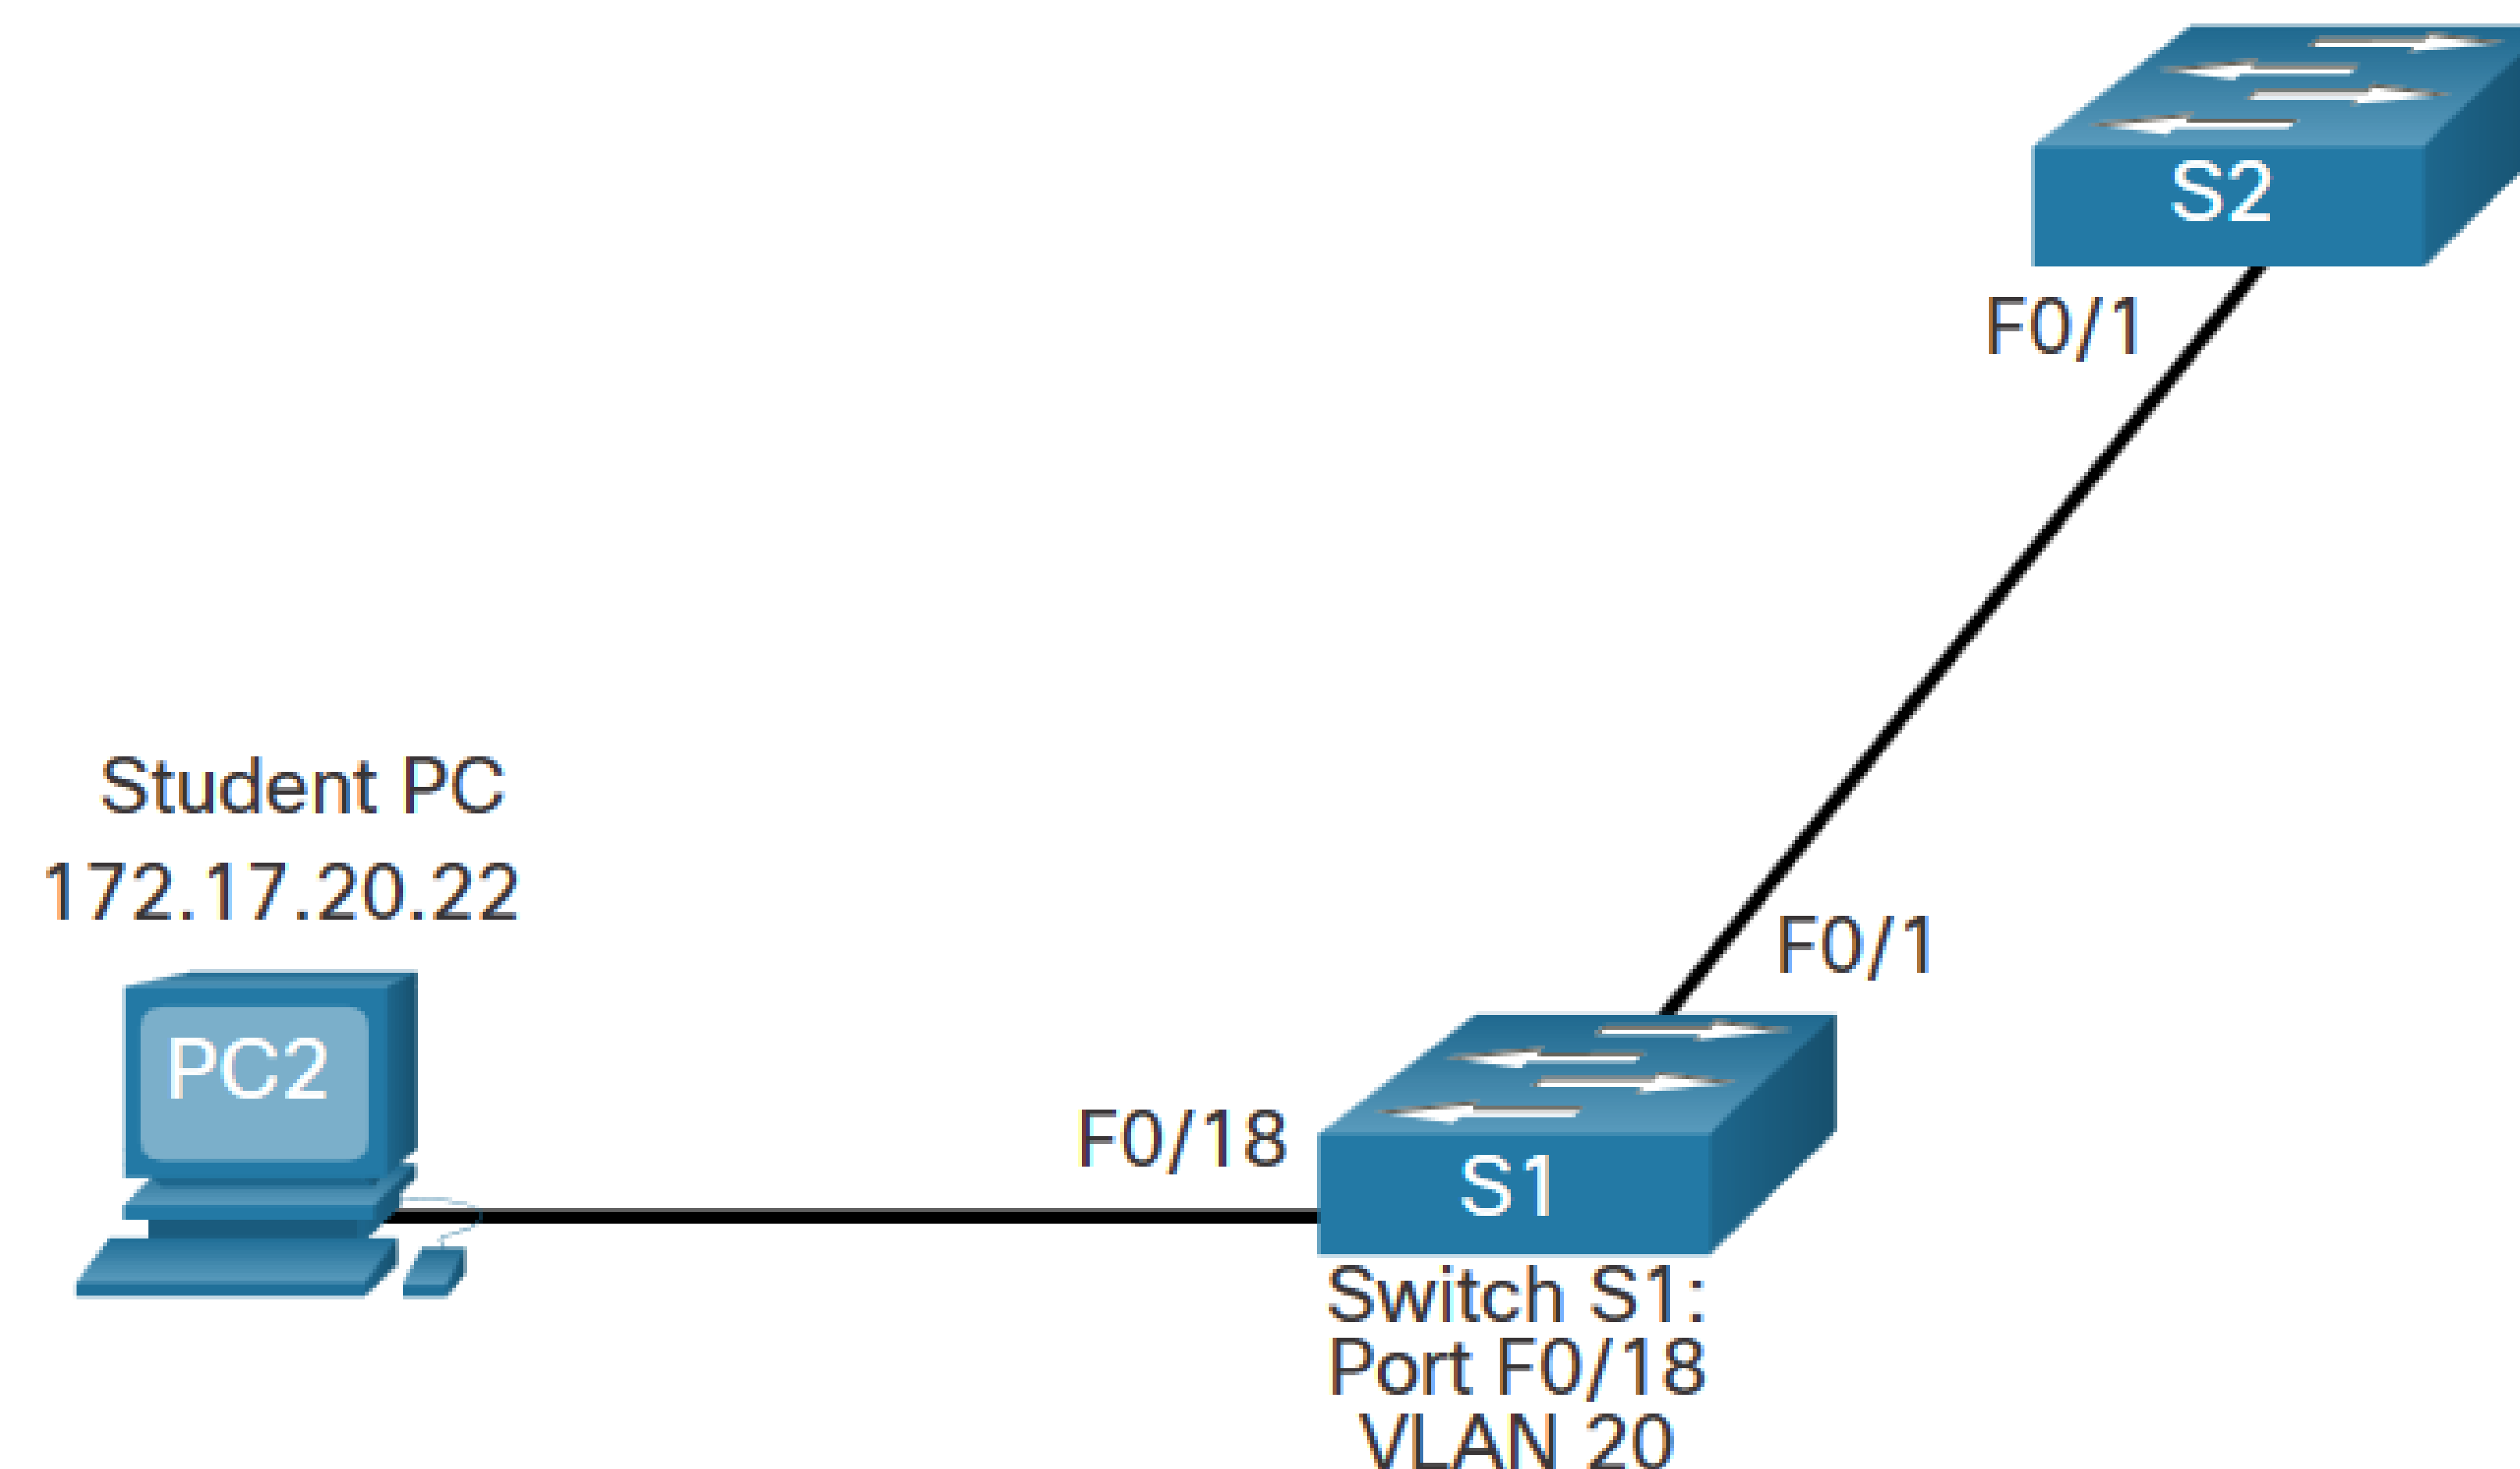 S2
F0/1
Student PC
172.17.20.22
F0/1
PC2
F0/18
S1
Switch S1:
Port F0/18
VLAN 20